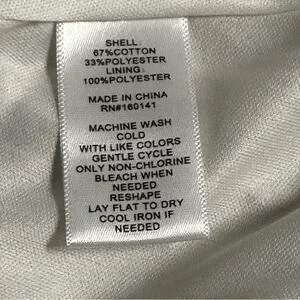 SHELL:
67%COTTON
33%POLYESTER
LINING:
100%POLYESTER
MADE IN CHINA
RN#160141
MACHINE WASH
COLD
WITH LIKE COLORS
GENTLE CYCLE
ONLY NON-CHLORINE
BLEACH WHEN
NEEDED
RESHAPE
LAY FLAT TO DRY
COOL IRON IF
NEEDED